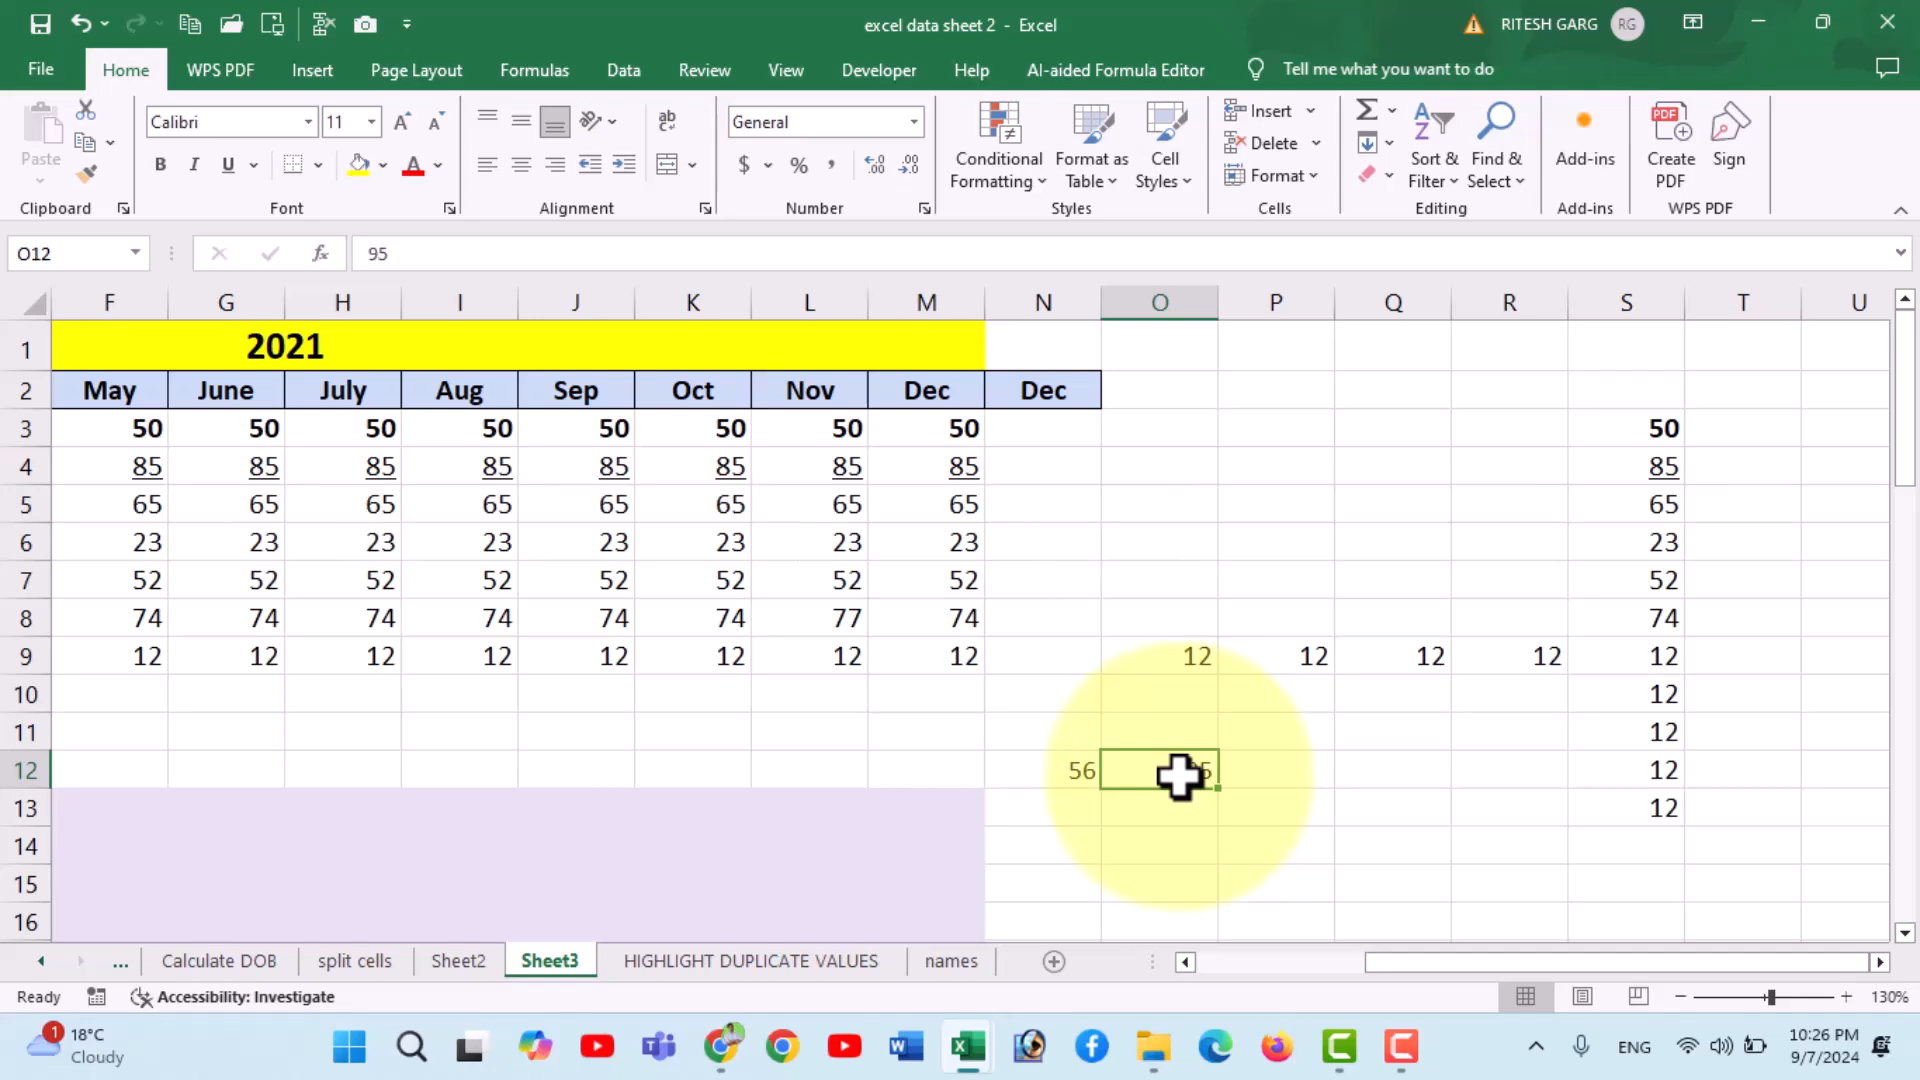 excel data sheet 2 - Excel
RITESH GARG RG
File Home WPS PDF Insert Page Layout Formulas Data Review View Developer Help AI-aided Formula Editor Tell me what you want to do
Paste
Calibri 11
B I U
ab
General
$ % ,
Conditional Formatting
Format as Table
Cell Styles
Insert
Delete
Format
Sort & Filter
Find & Select
Add-ins
Create PDF
Sign
Clipboard Font Alignment Number Styles Cells Editing Add-ins WPS PDF
O12 fx 95
F G H I J K L M N O P Q R S T U
1 2021
2 May June July Aug Sep Oct Nov Dec Dec
3 50 50 50 50 50 50 50 50 50
4 85 85 85 85 85 85 85 85 85
5 65 65 65 65 65 65 65 65 65
6 23 23 23 23 23 23 23 23 23
7 52 52 52 52 52 52 52 52 52
8 74 74 74 74 74 74 77 74 74
9 12 12 12 12 12 12 12 12 12 12 12 12 12
10 12
11 12
12 56 12
13 12
14
15
16
... Calculate DOB split cells Sheet2 Sheet3 HIGHLIGHT DUPLICATE VALUES names
Ready Accessibility: Investigate 130%
1 18°C
Cloudy
ENG
10:26 PM
9/7/2024